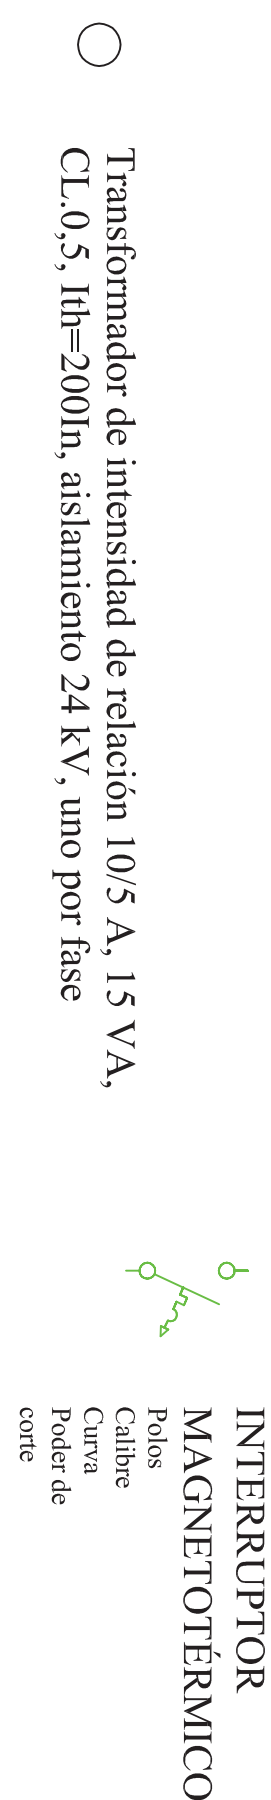 Transformador de intensidad de relación 10/5 A, 15 VA,
CL.0,5, Ith=200In, aislamiento 24 kV, uno por fase
INTERRUPTOR
MAGNETOTÉRMICO
Polos
Calibre
Curva
Poder de
corte